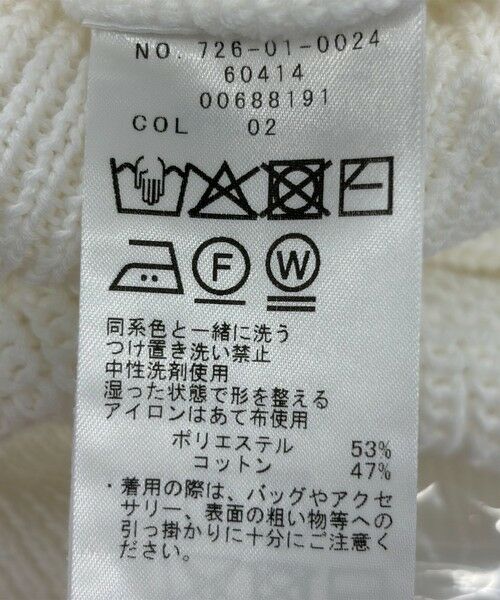 NO. 726-01-0024
60414
00688191
COL 02
F W
同系色と一緒に洗う
つけ置き洗い禁止
中性洗剤使用
湿った状態で形を整える
アイロンはあて布使用
ポリエステル 53%
コットン 47%
・着用の際は、バッグやアクセ
サリー、表面の粗い物等への
引っ掛かりに十分にご注意く
ださい。